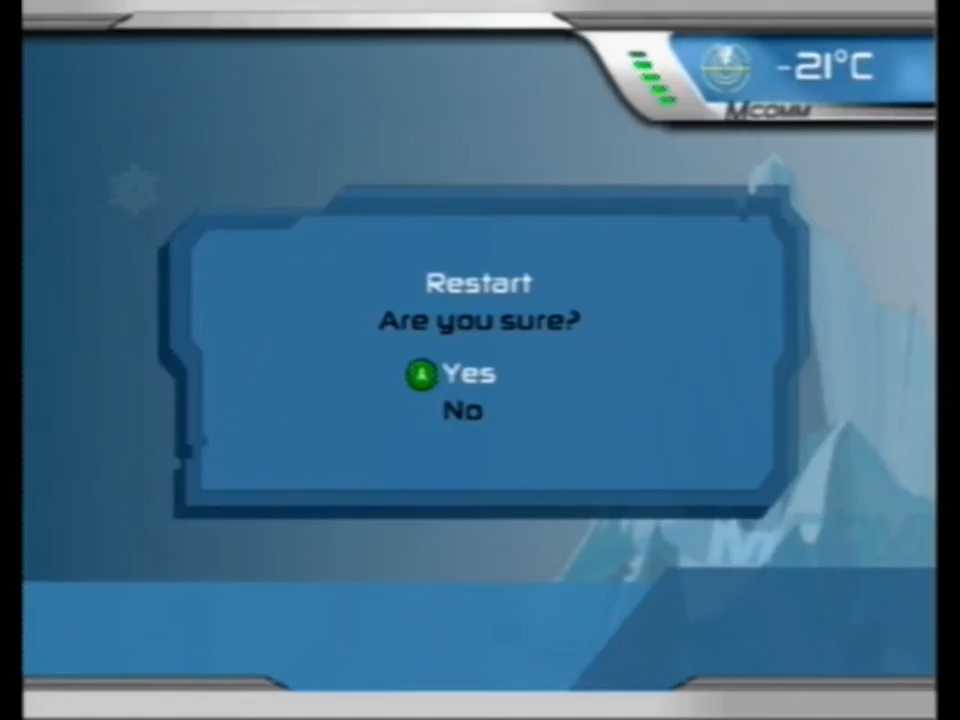 -21°C
MCOMM
Restart
Are you sure?
A Yes
No
M